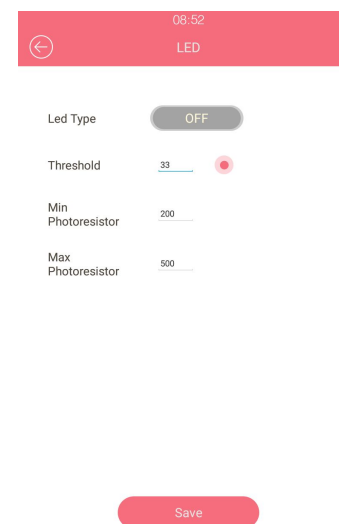 08:52
LED
Led Type
OFF
Threshold
33
Min
Photoresistor
200
Max
Photoresistor
500
Save